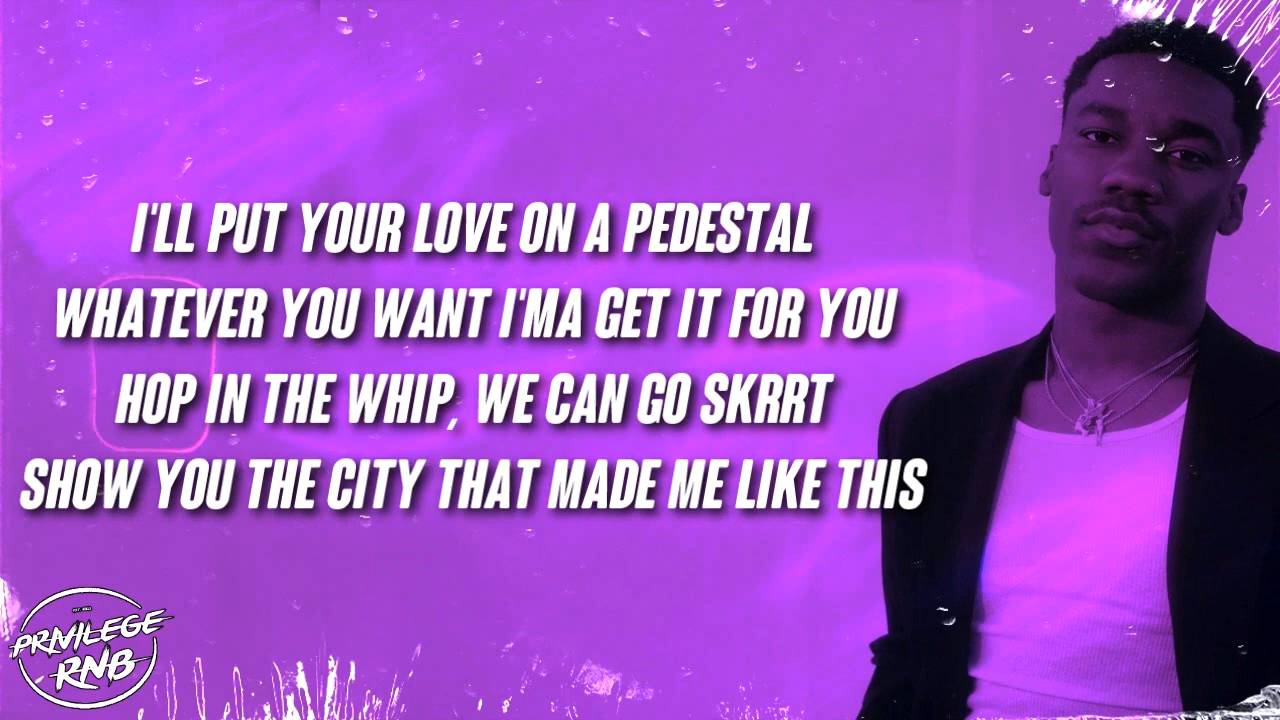 I'LL PUT YOUR LOVE ON A PEDESTAL
WHATEVER YOU WANT I'MA GET IT FOR YOU
HOP IN THE WHIP, WE CAN GO SKRRT
SHOW YOU THE CITY THAT MADE ME LIKE THIS
PRIVILEGE
RNB